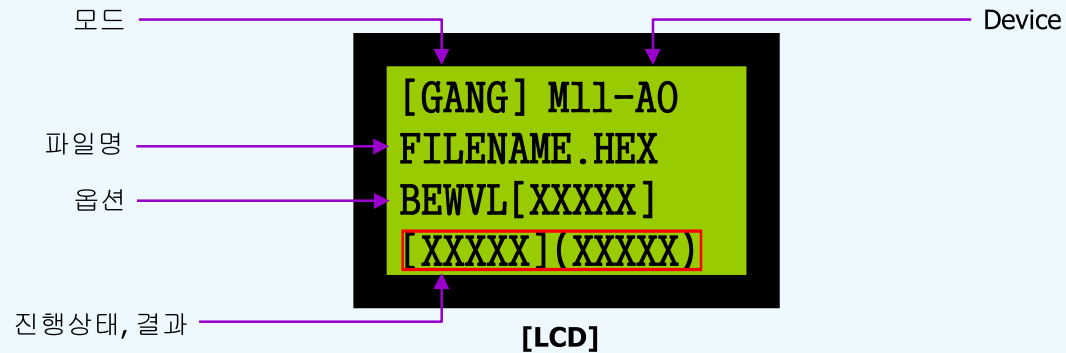 모드
Device
[GANG] M11-A0
파일명
FILENAME.HEX
옵션
BEWVL[XXXXX]
[XXXXX](XXXXX)
진행상태, 결과
[LCD]